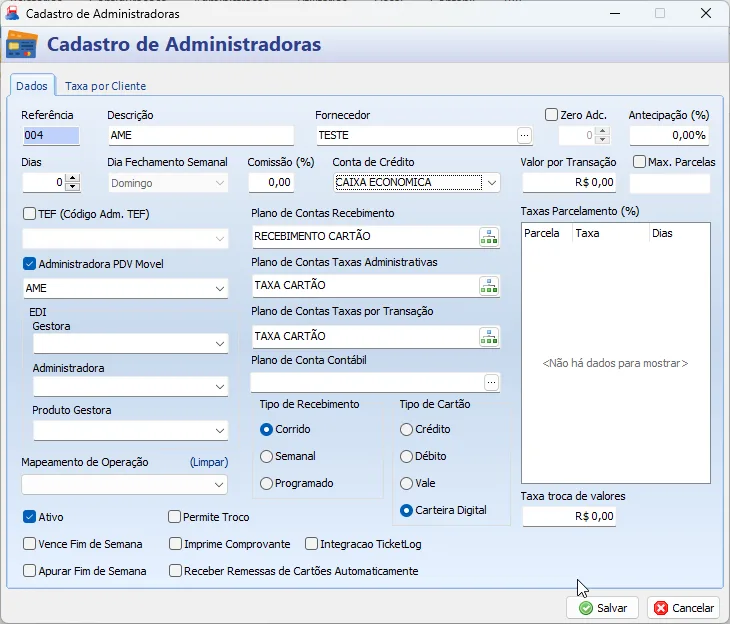 Cadastro de Administradoras
Cadastro de Administradoras
Dados Taxa por Cliente
Referência Descrição Fornecedor Zero Adc. Antecipação (%)
004 AME TESTE ... 0 0,00%
Dias Dia Fechamento Semanal Comissão (%) Conta de Crédito Valor por Transação Max. Parcelas
0 Domingo 0,00 CAIXA ECONOMICA R$ 0,00
TEF (Código Adm. TEF) Plano de Contas Recebimento Taxas Parcelamento (%)
RECEBIMENTO CARTÃO Parcela Taxa Dias
Administradora PDV Movel Plano de Contas Taxas Administrativas
AME TAXA CARTÃO
EDI Plano de Contas Taxas por Transação
Gestora
TAXA CARTÃO
Administradora Plano de Conta Contábil <Não há dados para mostrar>
...
Produto Gestora Tipo de Recebimento Tipo de Cartão
Corrido Crédito
Mapeamento de Operação (Limpar) Semanal Débito
Programado Vale
Taxa troca de valores
Carteira Digital R$ 0,00
Ativo Permite Troco
Vence Fim de Semana Imprime Comprovante Integracao TicketLog
Apurar Fim de Semana Receber Remessas de Cartões Automaticamente
Salvar Cancelar